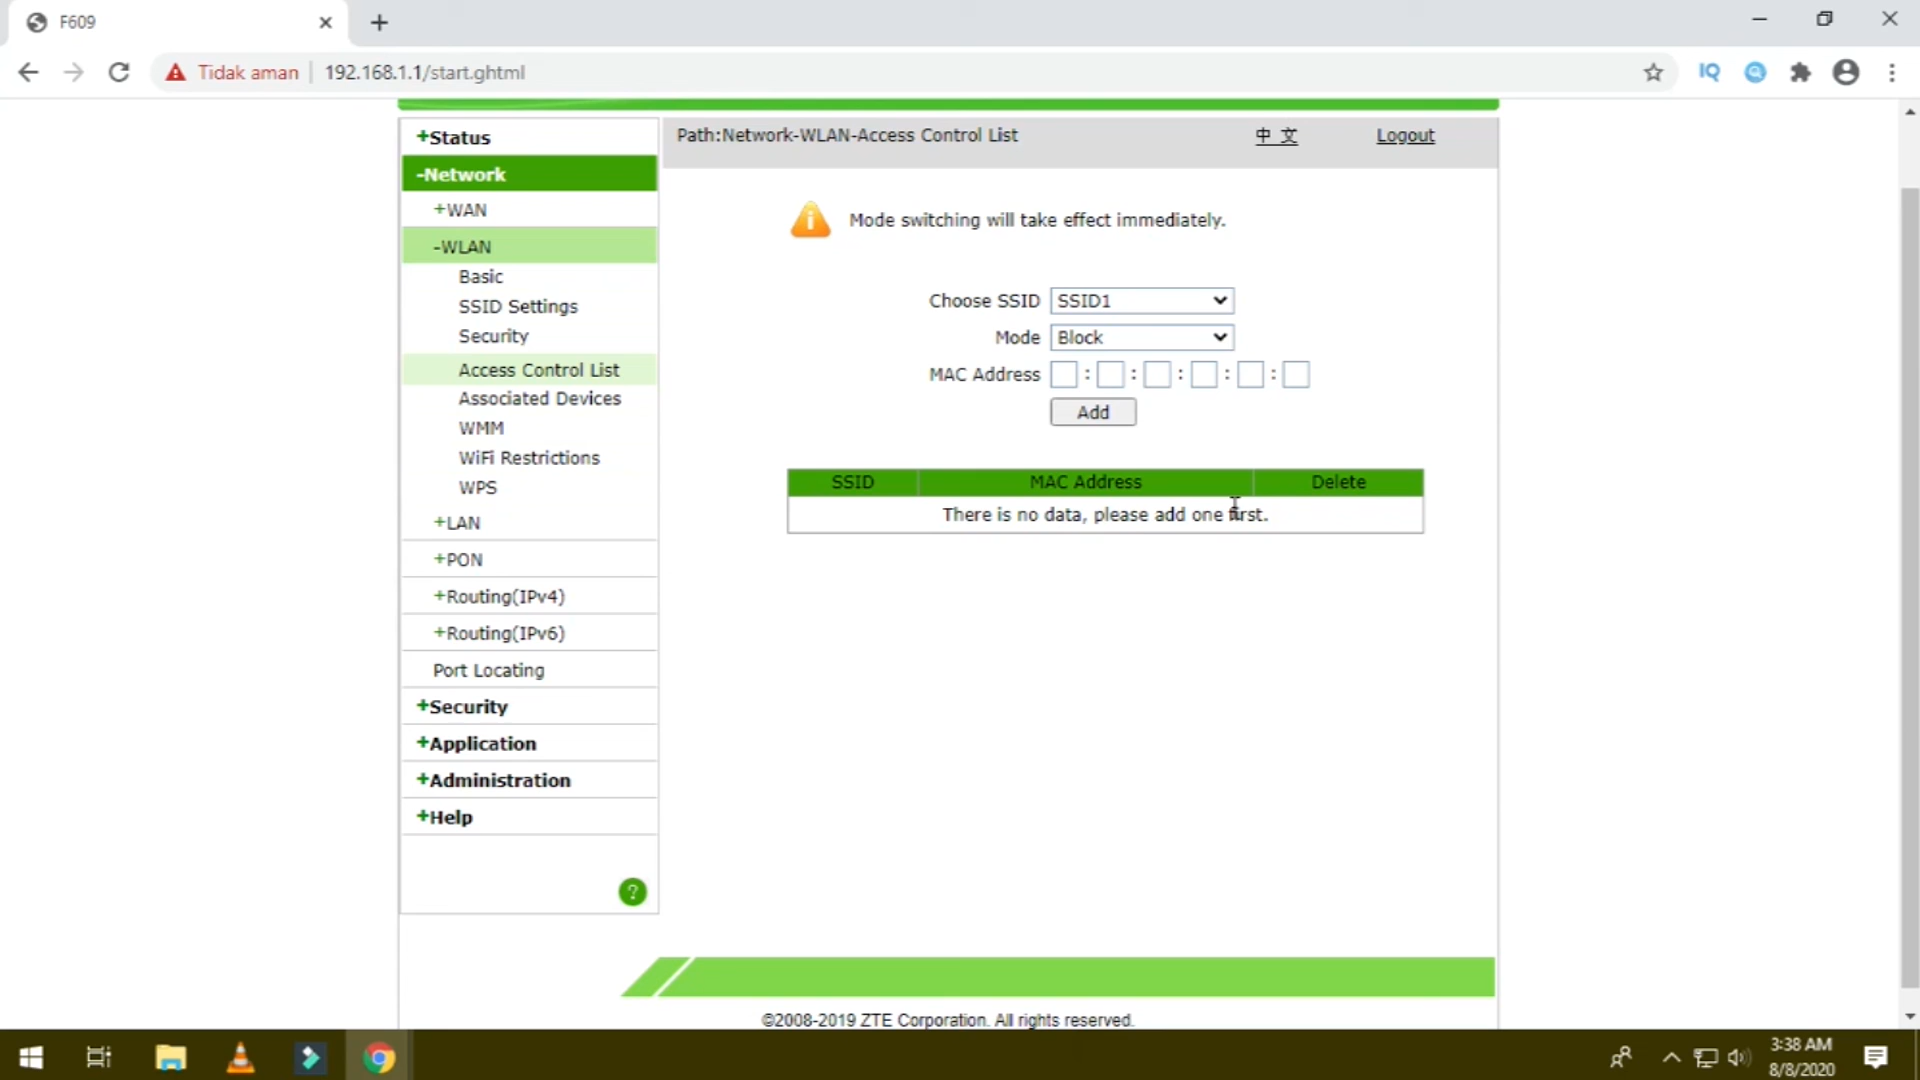 F609
Tidak aman
192.168.1.1/start.ghtml
IQ
+Status
-Network
+WAN
-WLAN
Basic
SSID Settings
Security
Access Control List
Associated Devices
WMM
WiFi Restrictions
WPS
+LAN
+PON
+Routing(IPv4)
+Routing(IPv6)
Port Locating
+Security
+Application
+Administration
+Help
?
Path:Network-WLAN-Access Control List
中 文
Logout
Mode switching will take effect immediately.
Choose SSID SSID1
Mode Block
MAC Address : : : : :
Add
SSID MAC Address Delete
There is no data, please add one first.
©2008-2019 ZTE Corporation. All rights reserved.
3:38 AM
8/8/2020